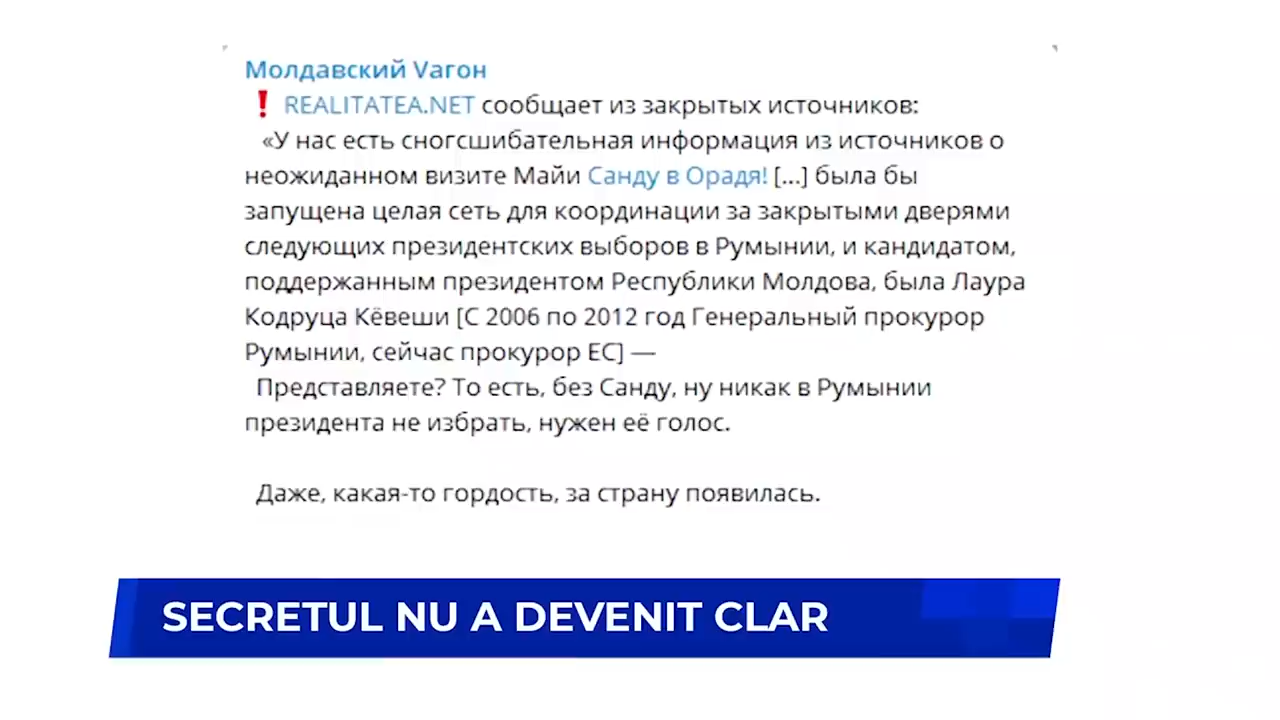 Молдавский Vагон
❗ REALITATEA.NET сообщает из закрытых источников:
«У нас есть сногсшибательная информация из источников о
неожиданном визите Майи Санду в Орадя! [...] была бы
запущена целая сеть для координации за закрытыми дверями
следующих президентских выборов в Румынии, и кандидатом,
поддержанным президентом Республики Молдова, была Лаура
Кодруца Кёвеши [С 2006 по 2012 год Генеральный прокурор
Румынии, сейчас прокурор ЕС] —
Представляете? То есть, без Санду, ну никак в Румынии
президента не избрать, нужен её голос.
Даже, какая-то гордость, за страну появилась.
SECRETUL NU A DEVENIT CLAR